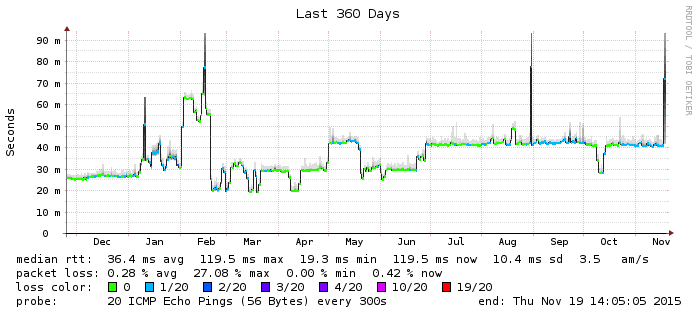 Last 360 Days
RRDTOOL / TOBI OETIKER
Seconds
90 m
80 m
70 m
60 m
50 m
40 m
30 m
20 m
10 m
0
Dec Jan Feb Mar Apr May Jun Jul Aug Sep Oct Nov
median rtt: 36.4 ms avg 119.5 ms max 19.3 ms min 119.5 ms now 10.4 ms sd 3.5 am/s
packet loss: 0.28 % avg 27.08 % max 0.00 % min 0.42 % now
loss color: 0 1/20 2/20 3/20 4/20 10/20 19/20
probe: 20 ICMP Echo Pings (56 Bytes) every 300s end: Thu Nov 19 14:05:05 2015